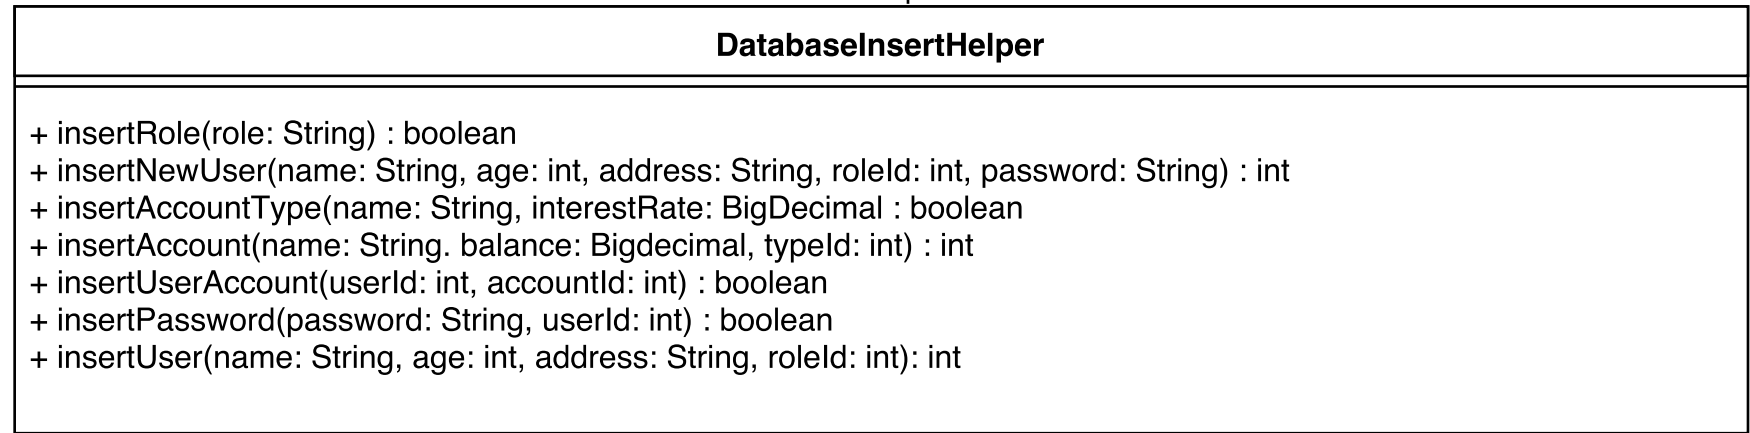 DatabaseInsertHelper
+ insertRole(role: String) : boolean
+ insertNewUser(name: String, age: int, address: String, roleId: int, password: String) : int
+ insertAccountType(name: String, interestRate: BigDecimal : boolean
+ insertAccount(name: String. balance: Bigdecimal, typeId: int) : int
+ insertUserAccount(userId: int, accountId: int) : boolean
+ insertPassword(password: String, userId: int) : boolean
+ insertUser(name: String, age: int, address: String, roleId: int): int